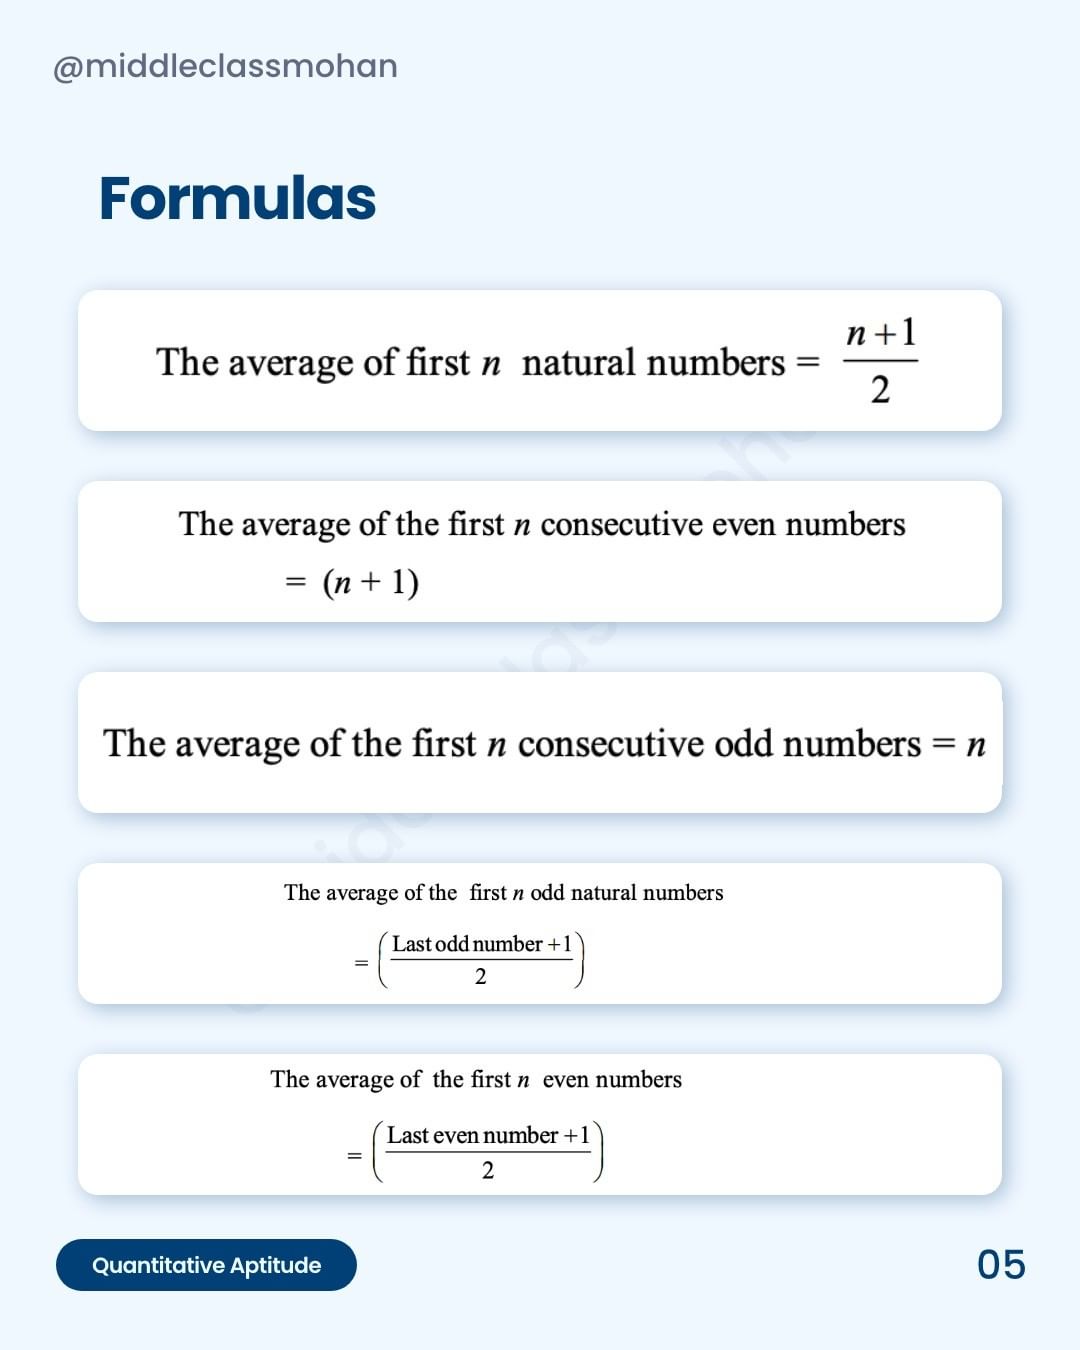 @middleclassmohan
Formulas
The average of first n natural numbers = \frac{n+1}{2}
The average of the first n consecutive even numbers
= (n + 1)
The average of the first n consecutive odd numbers = n
The average of the first n odd natural numbers
= \left(\frac{Last odd number +1}{2}\right)
The average of the first n even numbers
= \left(\frac{Last even number +1}{2}\right)
Quantitative Aptitude
05